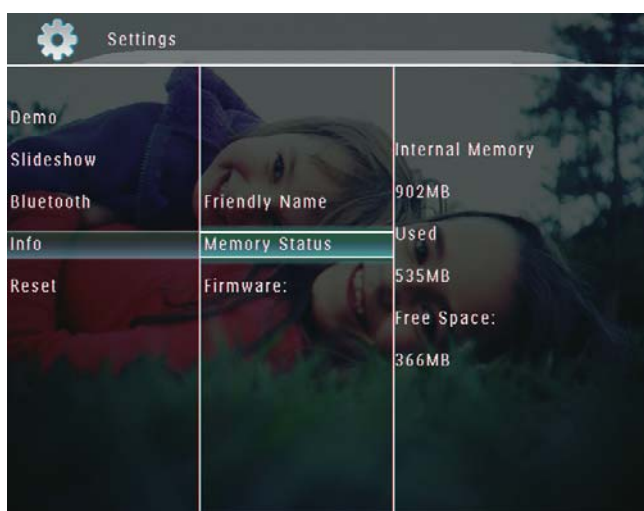 Settings
Demo
Slideshow
Bluetooth
Info
Reset
Friendly Name
Memory Status
Firmware:
Internal Memory
902MB
Used
535MB
Free Space:
366MB